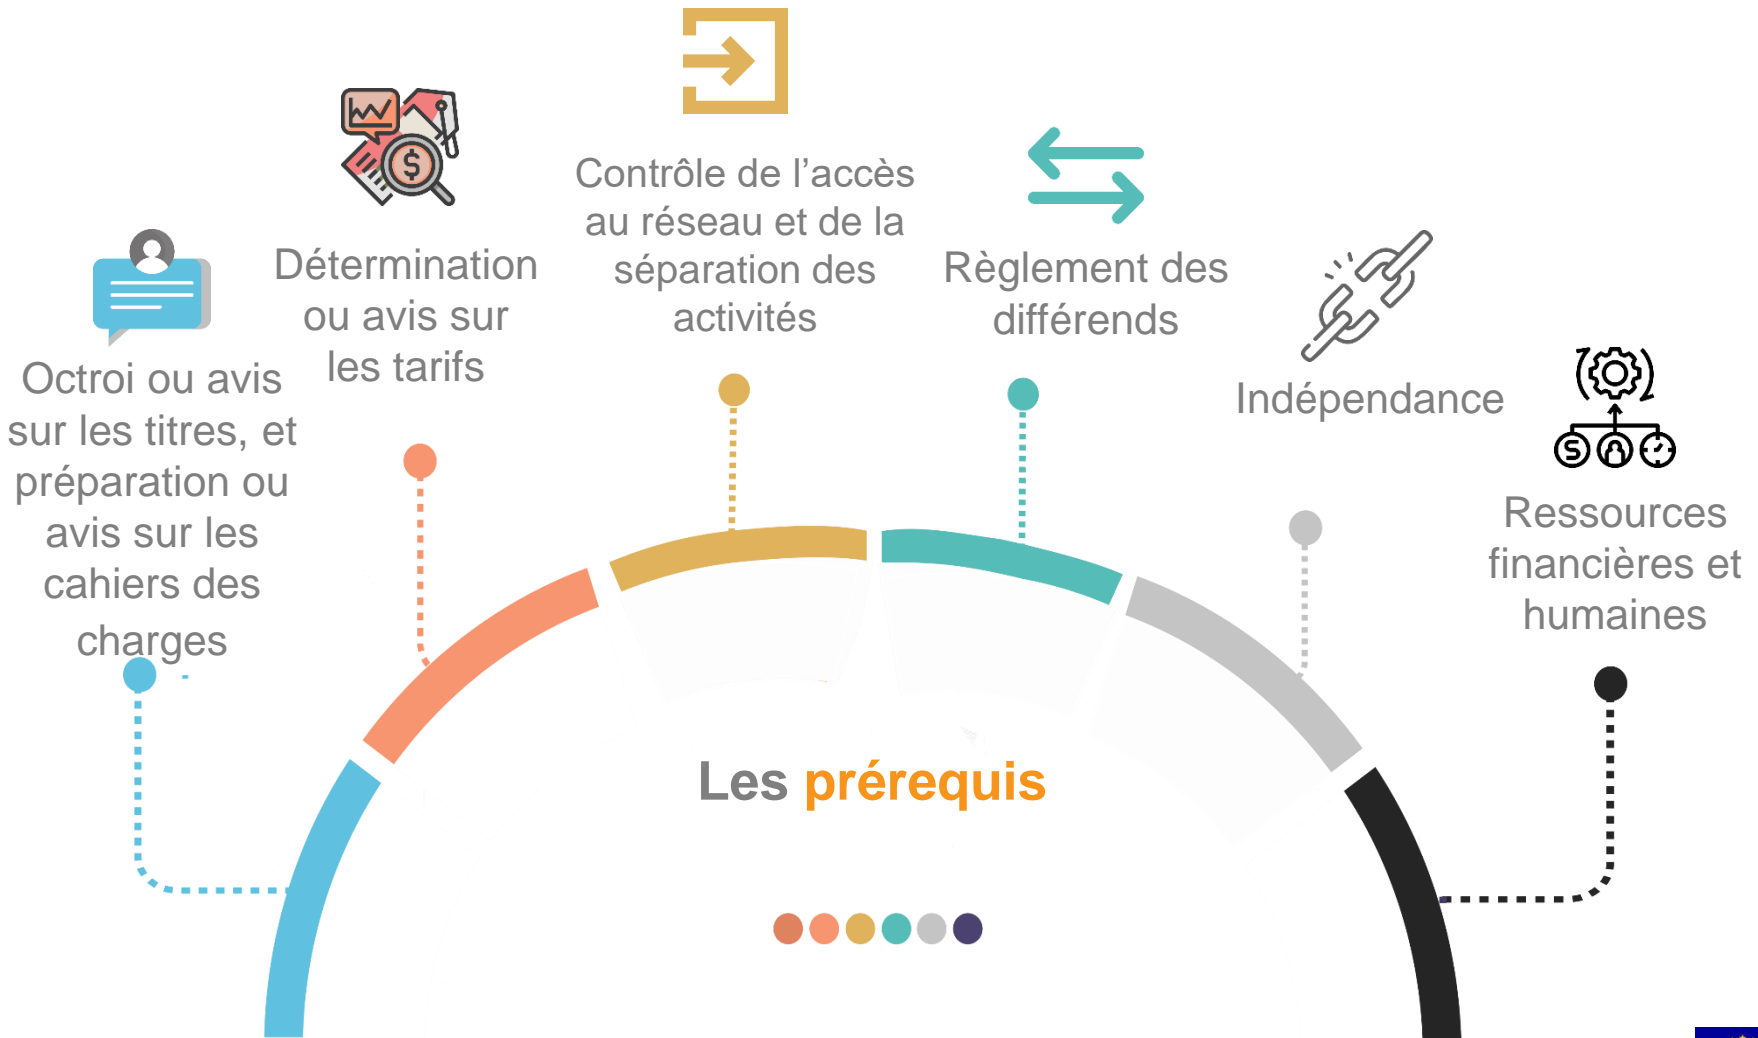 Octroi ou avis
sur les titres, et
préparation ou
avis sur les
cahiers des
charges
Détermination
ou avis sur
les tarifs
Contrôle de l’accès
au réseau et de la
séparation des
activités
Règlement des
différends
Indépendance
Ressources
financières et
humaines
Les prérequis